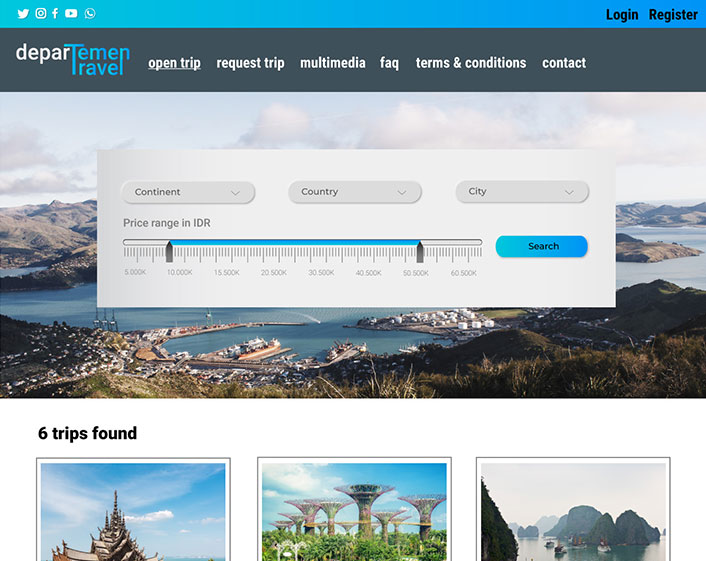 Login Register
deparTemen Travel
open trip request trip multimedia faq terms & conditions contact
Continent Country City
Price range in IDR
Search
5.000K 10.000K 15.500K 20.500K 30.500K 40.500K 50.500K 60.500K
6 trips found